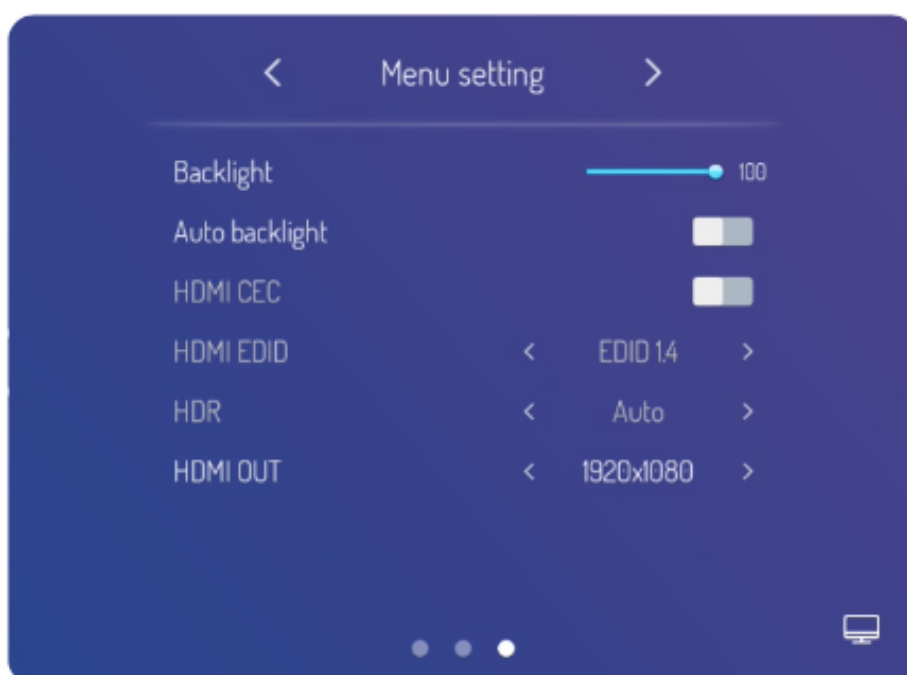 < Menu setting >
Backlight 100
Auto backlight
HDMI CEC
HDMI EDID < EDID 1.4 >
HDR < Auto >
HDMI OUT < 1920x1080 >